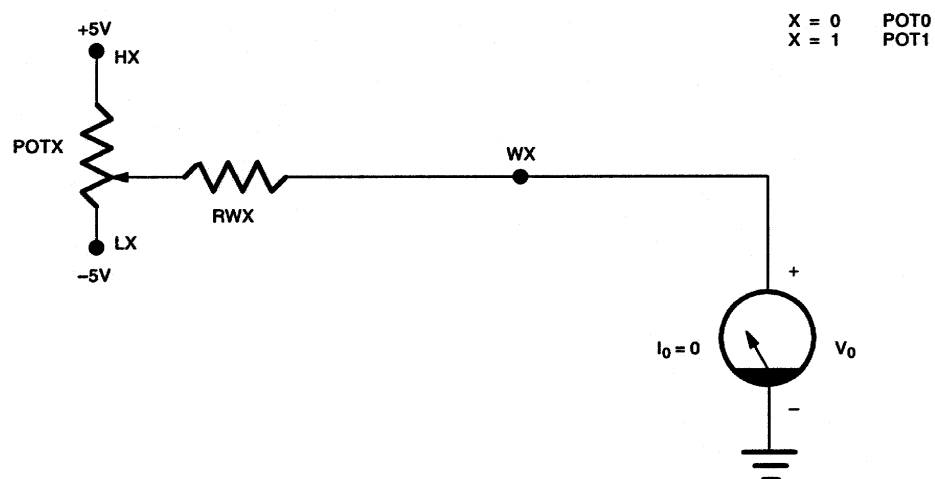 X = 0 POT0
X = 1 POT1
+5V
HX
POTX
WX
RWX
LX
−5V
+
I₀ = 0
V₀
−